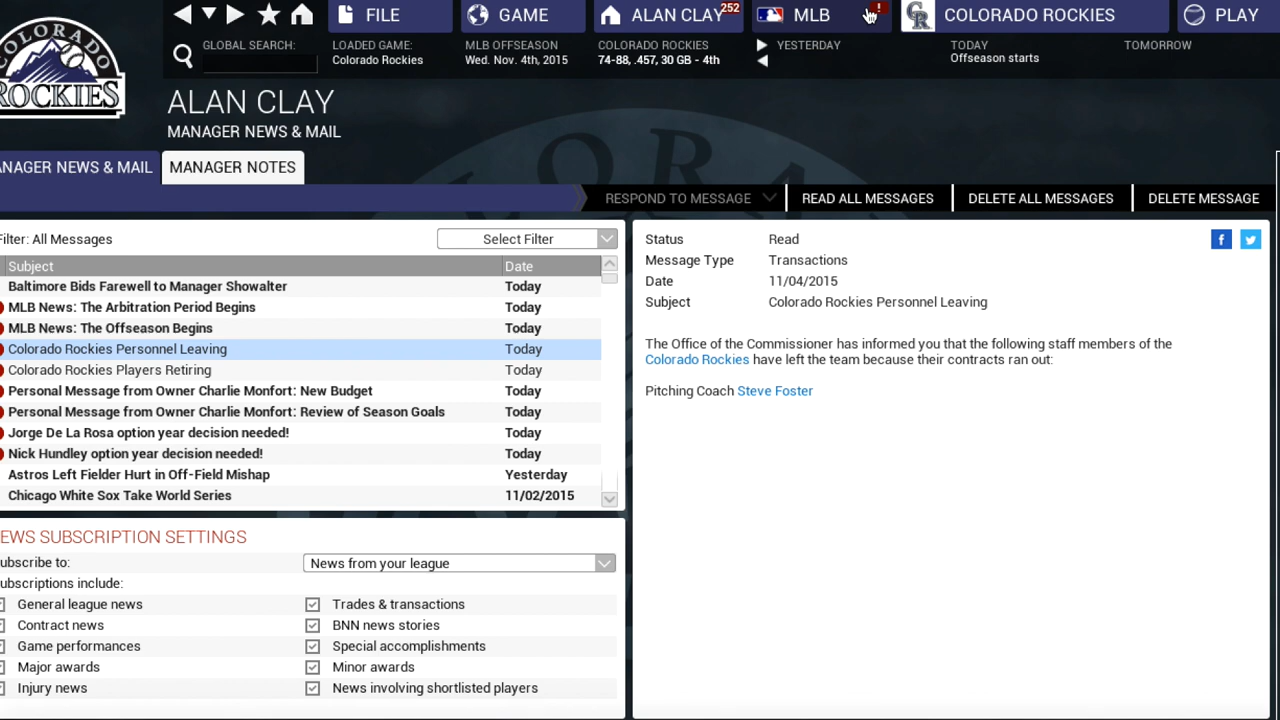 COLORADO
ROCKIES
FILE
GAME
ALAN CLAY
252
MLB
!
CR
COLORADO ROCKIES
PLAY
GLOBAL SEARCH:
LOADED GAME:
Colorado Rockies
MLB OFFSEASON
Wed. Nov. 4th, 2015
COLORADO ROCKIES
74-88, .457, 30 GB - 4th
YESTERDAY
TODAY
Offseason starts
TOMORROW
ALAN CLAY
MANAGER NEWS & MAIL
ANAGER NEWS & MAIL
MANAGER NOTES
RESPOND TO MESSAGE
READ ALL MESSAGES
DELETE ALL MESSAGES
DELETE MESSAGE
Filter: All Messages
Select Filter
Subject Date
Baltimore Bids Farewell to Manager Showalter Today
MLB News: The Arbitration Period Begins Today
MLB News: The Offseason Begins Today
Colorado Rockies Personnel Leaving Today
Colorado Rockies Players Retiring Today
Personal Message from Owner Charlie Monfort: New Budget Today
Personal Message from Owner Charlie Monfort: Review of Season Goals Today
Jorge De La Rosa option year decision needed! Today
Nick Hundley option year decision needed! Today
Astros Left Fielder Hurt in Off-Field Mishap Yesterday
Chicago White Sox Take World Series 11/02/2015
Status Read
Message Type Transactions
Date 11/04/2015
Subject Colorado Rockies Personnel Leaving
The Office of the Commissioner has informed you that the following staff members of the
Colorado Rockies have left the team because their contracts ran out:
Pitching Coach Steve Foster
EWS SUBSCRIPTION SETTINGS
ubscribe to: News from your league
ubscriptions include:
General league news Trades & transactions
Contract news BNN news stories
Game performances Special accomplishments
Major awards Minor awards
Injury news News involving shortlisted players